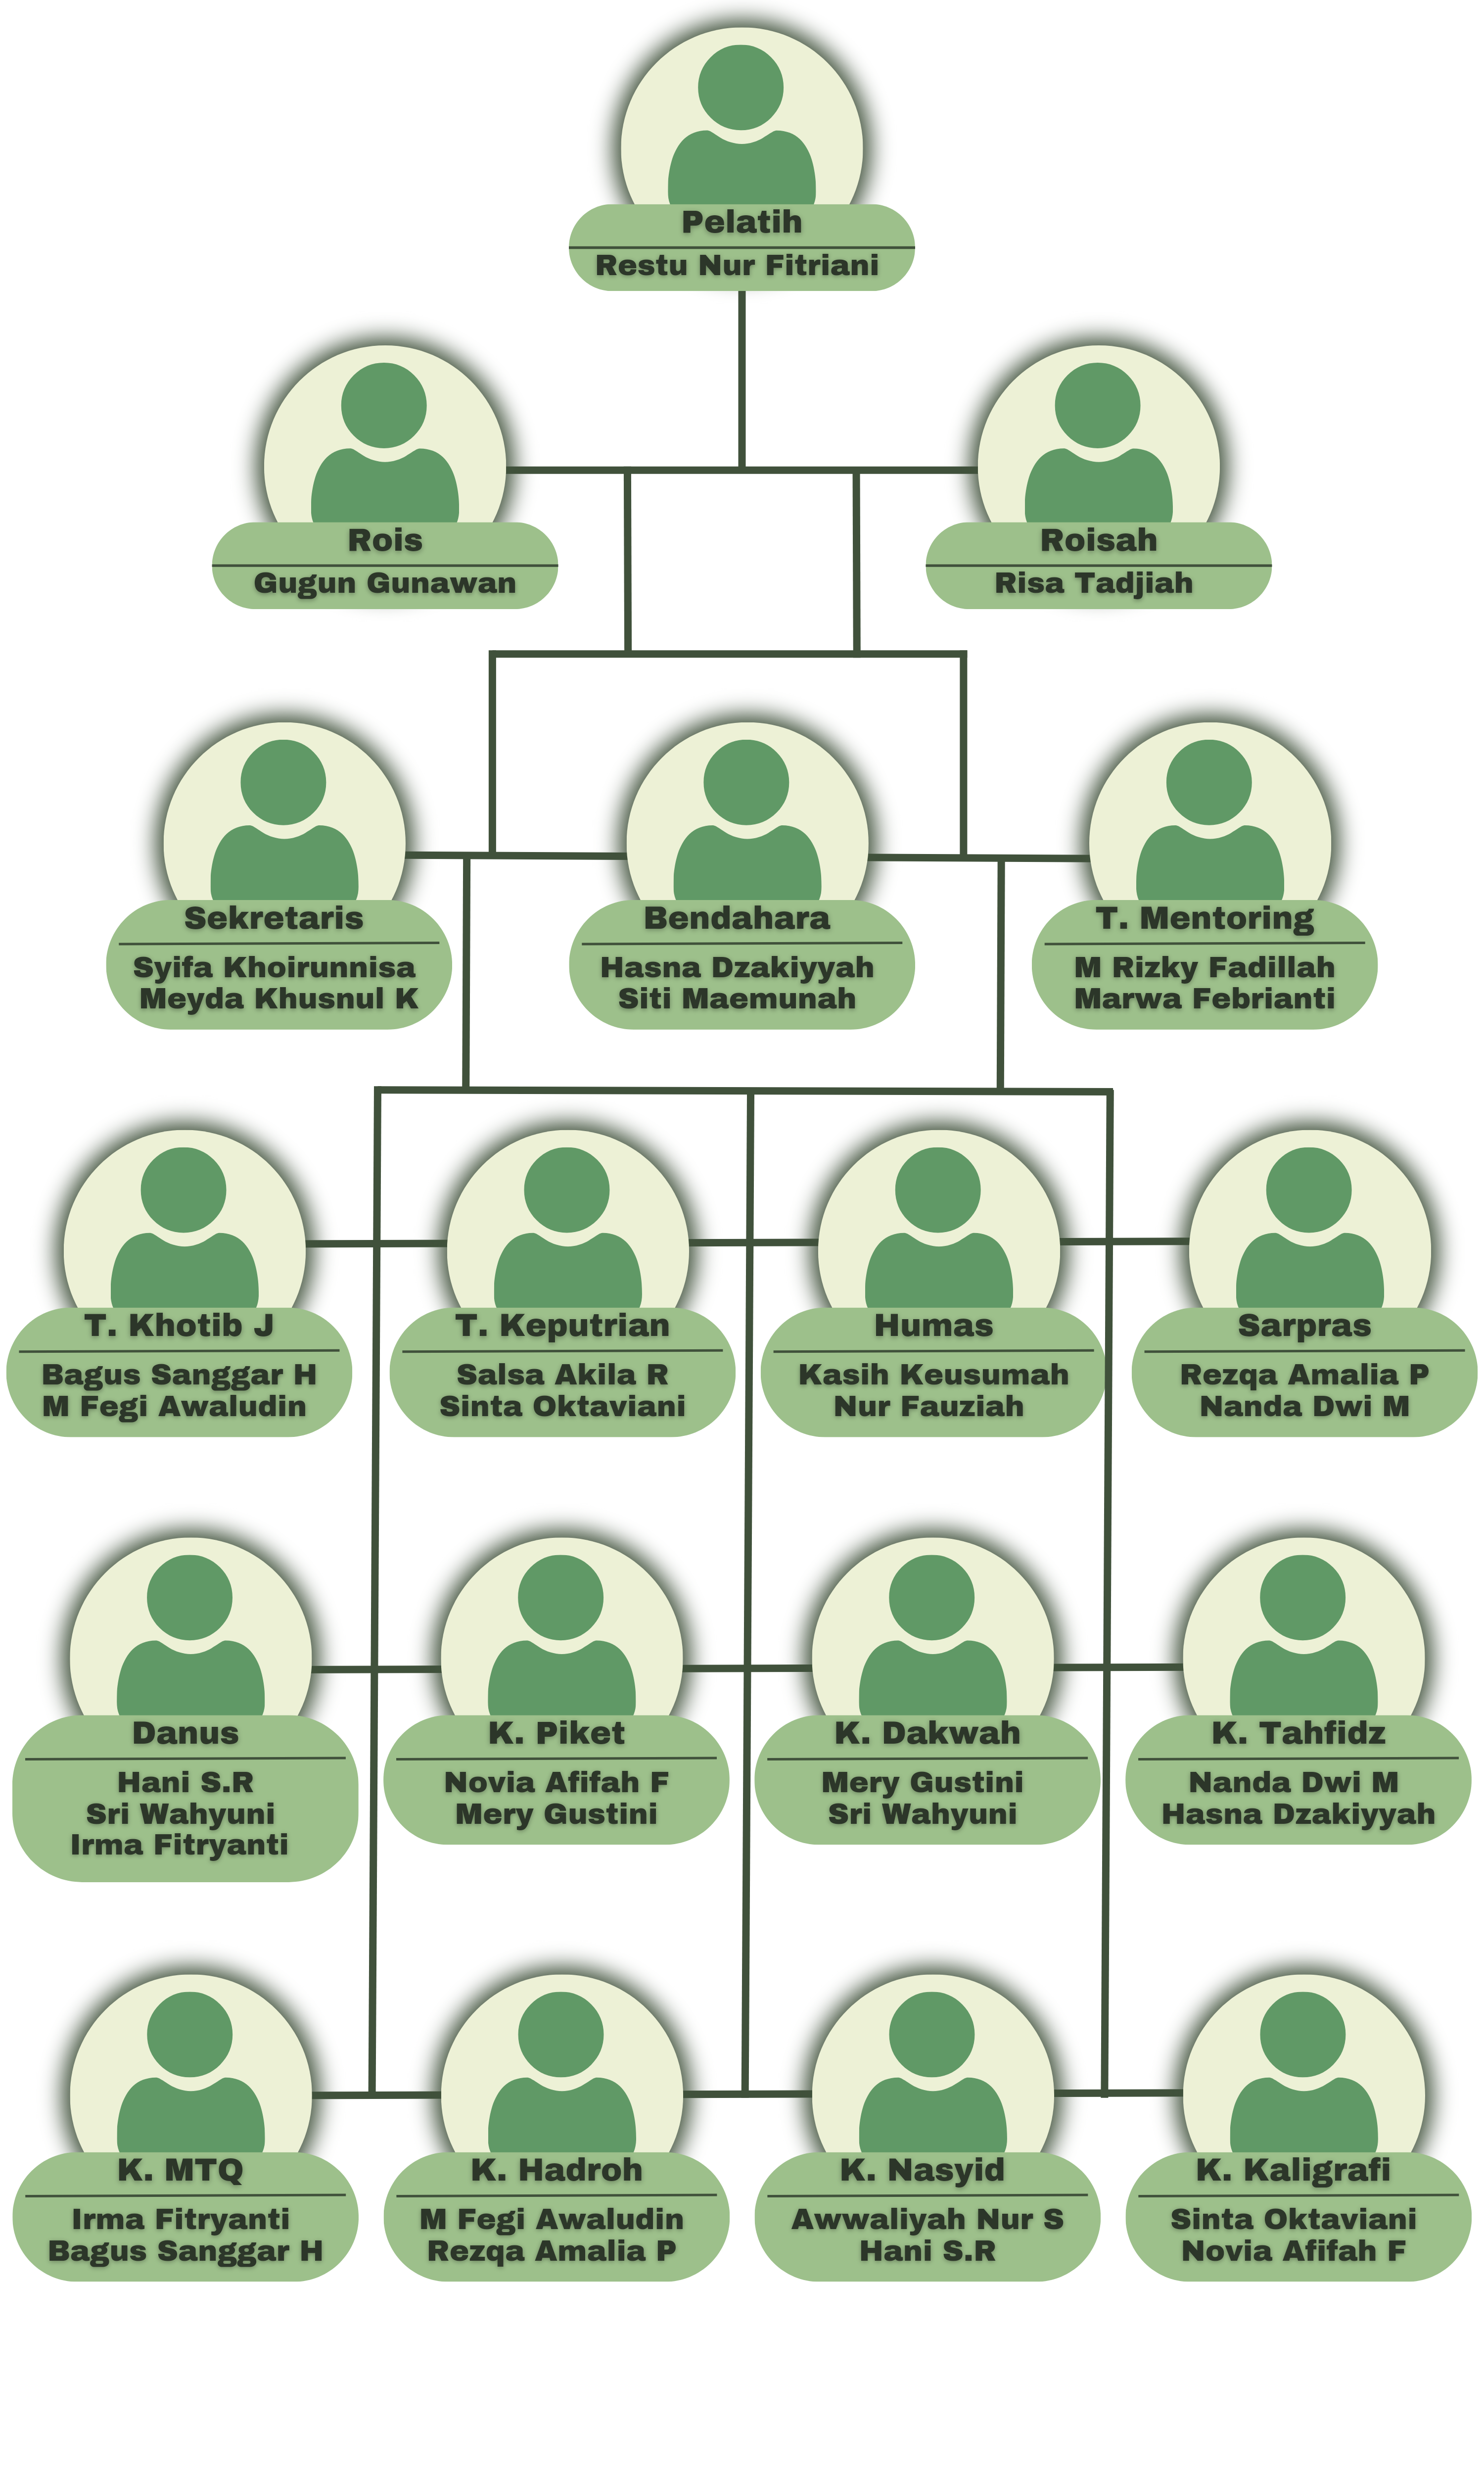 Pelatih
Restu Nur Fitriani
Rois
Gugun Gunawan
Roisah
Risa Tadjiah
Sekretaris
Syifa Khoirunnisa
Meyda Khusnul K
Bendahara
Hasna Dzakiyyah
Siti Maemunah
T. Mentoring
M Rizky Fadillah
Marwa Febrianti
T. Khotib J
Bagus Sanggar H
M Fegi Awaludin
T. Keputrian
Salsa Akila R
Sinta Oktaviani
Humas
Kasih Keusumah
Nur Fauziah
Sarpras
Rezqa Amalia P
Nanda Dwi M
Danus
Hani S.R
Sri Wahyuni
Irma Fitryanti
K. Piket
Novia Afifah F
Mery Gustini
K. Dakwah
Mery Gustini
Sri Wahyuni
K. Tahfidz
Nanda Dwi M
Hasna Dzakiyyah
K. MTQ
Irma Fitryanti
Bagus Sanggar H
K. Hadroh
M Fegi Awaludin
Rezqa Amalia P
K. Nasyid
Awwaliyah Nur S
Hani S.R
K. Kaligrafi
Sinta Oktaviani
Novia Afifah F